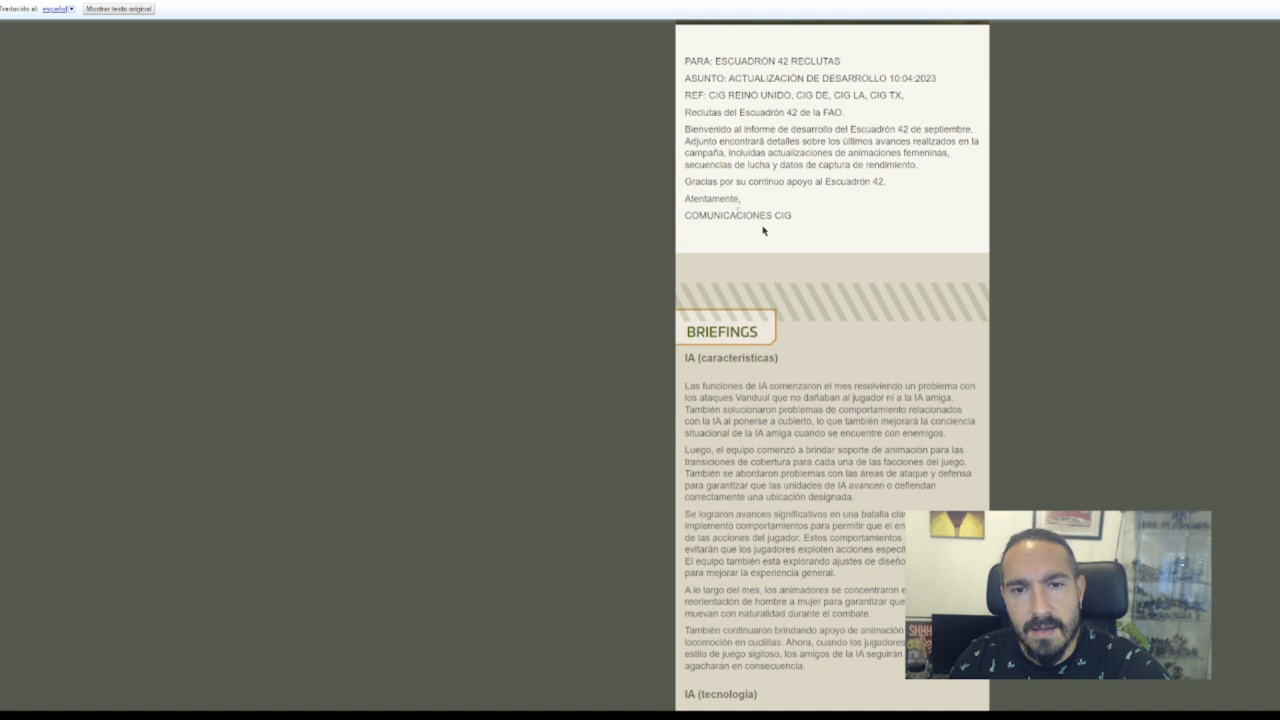 Traducido al: español Mostrar texto original
PARA: ESCUADRÓN 42 RECLUTAS
ASUNTO: ACTUALIZACIÓN DE DESARROLLO 10:04:2023
REF: CIG REINO UNIDO, CIG DE, CIG LA, CIG TX,
Reclutas del Escuadrón 42 de la FAO.
Bienvenido al informe de desarrollo del Escuadrón 42 de septiembre.
Adjunto encontrará detalles sobre los últimos avances realizados en la
campaña, incluidas actualizaciones de animaciones femeninas,
secuencias de lucha y datos de captura de rendimiento.
Gracias por su continuo apoyo al Escuadrón 42.
Atentamente,
COMUNICACIONES CIG
BRIEFINGS
IA (características)
Las funciones de IA comenzaron el mes resolviendo un problema con
los ataques Vanduul que no dañaban al jugador ni a la IA amiga.
También solucionaron problemas de comportamiento relacionados
con la IA al ponerse a cubierto, lo que también mejorará la conciencia
situacional de la IA amiga cuando se encuentre con enemigos.
Luego, el equipo comenzó a brindar soporte de animación para las
transiciones de cobertura para cada una de las facciones del juego.
También se abordaron problemas con las áreas de ataque y defensa
para garantizar que las unidades de IA avancen o defiendan
correctamente una ubicación designada.
Se lograron avances significativos en una batalla
implementó comportamientos para permitir que el
de las acciones del jugador. Estos comportamientos
evitarán que los jugadores exploten acciones
El equipo también está explorando ajustes de diseño
para mejorar la experiencia general.
A lo largo del mes, los animadores se concentraron
reorientación de hombre a mujer para garantizar que
muevan con naturalidad durante el combate.
También continuaron brindando apoyo de animación
locomoción en cuclillas. Ahora, cuando los jugadores
estilo de juego sigiloso, los amigos de la IA seguirán
agacharán en consecuencia.
SHHH
IA (tecnología)